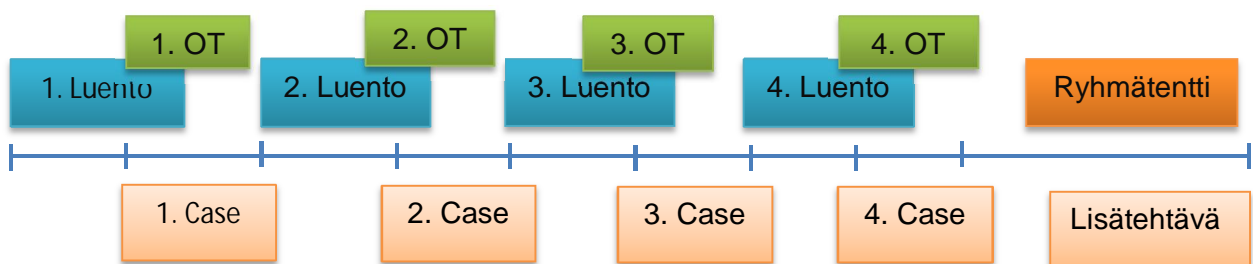 1. OT
2. OT
3. OT
4. OT
1. Luento
2. Luento
3. Luento
4. Luento
Ryhmätentti
1. Case
2. Case
3. Case
4. Case
Lisätehtävä